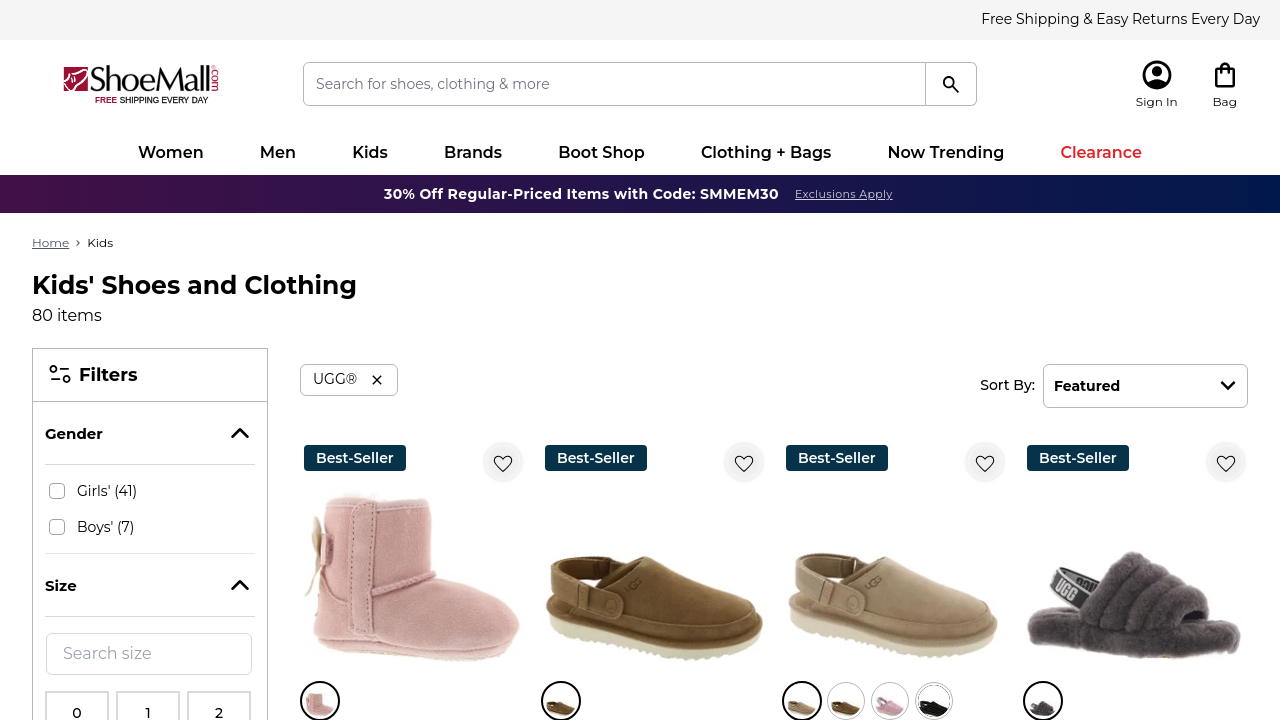 Free Shipping & Easy Returns Every Day
ShoeMall.com
FREE SHIPPING EVERY DAY
Search for shoes, clothing & more
Sign In
Bag
Women
Men
Kids
Brands
Boot Shop
Clothing + Bags
Now Trending
Clearance
30% Off Regular-Priced Items with Code: SMMEM30
Exclusions Apply
Home › Kids
Kids' Shoes and Clothing
80 items
Filters
UGG® ✕
Sort By:
Featured
Gender
Girls' (41)
Boys' (7)
Size
Search size
0
1
2
Best-Seller
Best-Seller
Best-Seller
Best-Seller
UGG
UGG
UGG